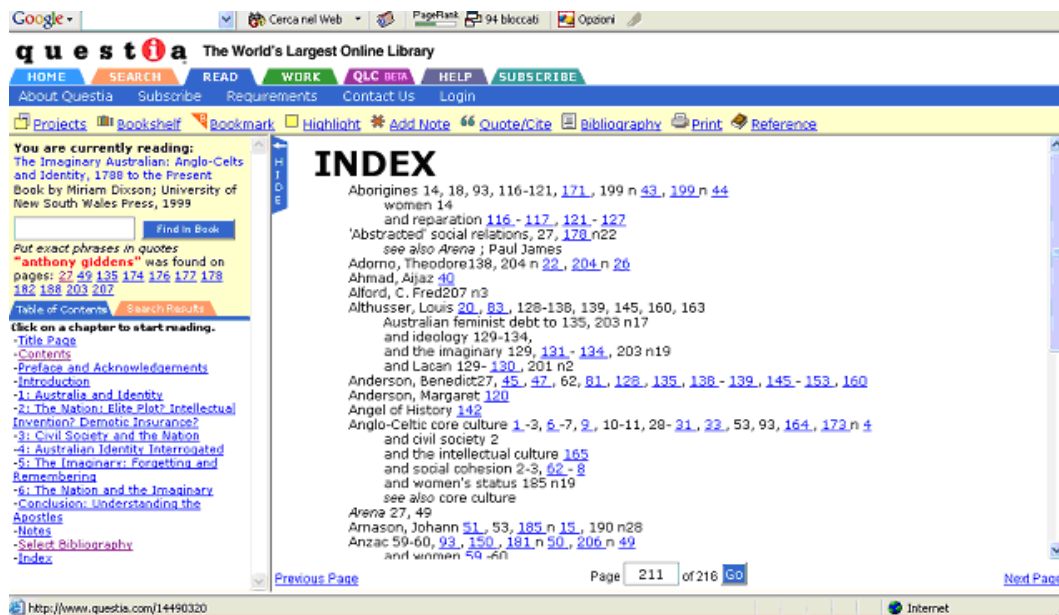 Google Cerca nel Web PageRank 94 bloccati Opzioni
questia The World's Largest Online Library
HOME SEARCH READ WORK QLC BETA HELP SUBSCRIBE
About Questia Subscribe Requirements Contact Us Login
Projects Bookshelf Bookmark Highlight Add Note Quote/Cite Bibliography Print Reference
You are currently reading:
The Imaginary Australian: Anglo-Celts
and Identity, 1788 to the Present
Book by Miriam Dixson; University of
New South Wales Press, 1999
Find in Book
Put exact phrases in quotes
"anthony giddens" was found on
pages: 27 49 135 174 176 177 178
182 188 203 207
Table of Contents Search Results
Click on a chapter to start reading.
-Title Page
-Contents
-Preface and Acknowledgements
-Introduction
-1: Australia and Identity
-2: The Nation: Elite Plot? Intellectual
Invention? Demotic Insurance?
-3: Civil Society and the Nation
-4: Australian Identity Interrogated
-5: The Imaginary: Forgetting and
Remembering
-6: The Nation and the Imaginary
-Conclusion: Understanding the
Apostles
-Notes
-Select Bibliography
-Index
HIDE
INDEX
Aborigines 14, 18, 93, 116-121, 171 , 199 n 43 , 199 n 44
women 14
and reparation 116 - 117 , 121 - 127
'Abstracted' social relations, 27, 178 n22
see also Arena ; Paul James
Adorno, Theodore138, 204 n 22 , 204 n 26
Ahmad, Aijaz 40
Alford, C. Fred207 n3
Althusser, Louis 20 , 83 , 128-138, 139, 145, 160, 163
Australian feminist debt to 135, 203 n17
and ideology 129-134,
and the imaginary 129, 131 - 134 , 203 n19
and Lacan 129- 130 , 201 n2
Anderson, Benedict27, 45 , 47 , 62, 81 , 128 , 135 , 138 - 139 , 145 - 153 , 160
Anderson, Margaret 120
Angel of History 142
Anglo-Celtic core culture 1 -3, 6 -7, 9 , 10-11, 28- 31 , 33 , 53, 93, 164 , 173 n 4
and civil society 2
and the intellectual culture 165
and social cohesion 2-3, 62 - 8
and women's status 185 n19
see also core culture
Arena 27, 49
Arnason, Johann 51 , 53, 185 n 15 , 190 n28
Anzac 59-60, 93 , 150 , 181 n 50 , 206 n 49
and women 59 -60
Previous Page Page 211 of 216 Go Next Page
http://www.questia.com/14490320 Internet